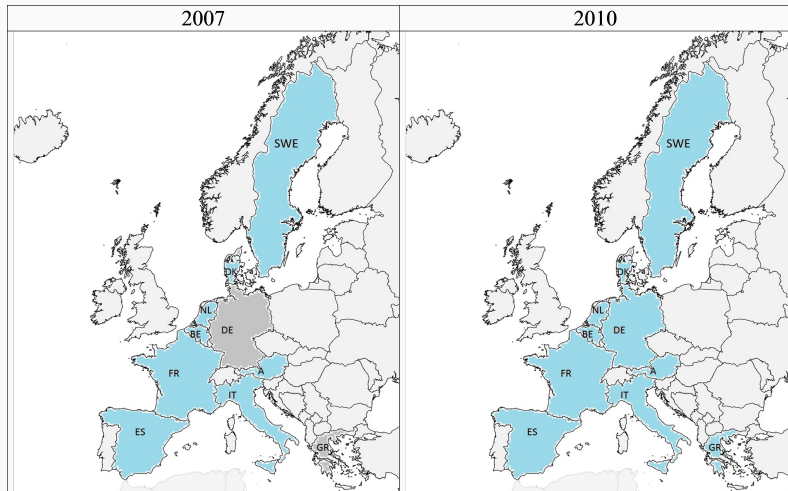 2007
2010
SWE
DK
NL
BE
DE
FR
A
IT
ES
GR
SWE
DK
NL
BE
DE
FR
A
IT
ES
GR